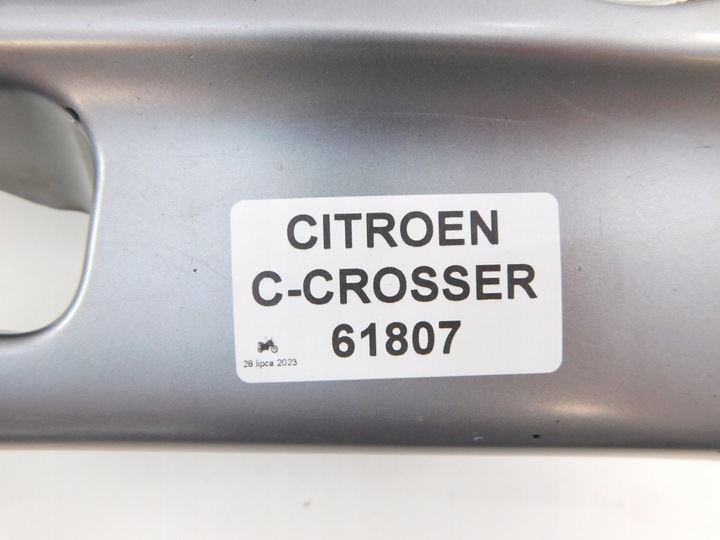 CITROEN
C-CROSSER
61807
28 lipca 2023